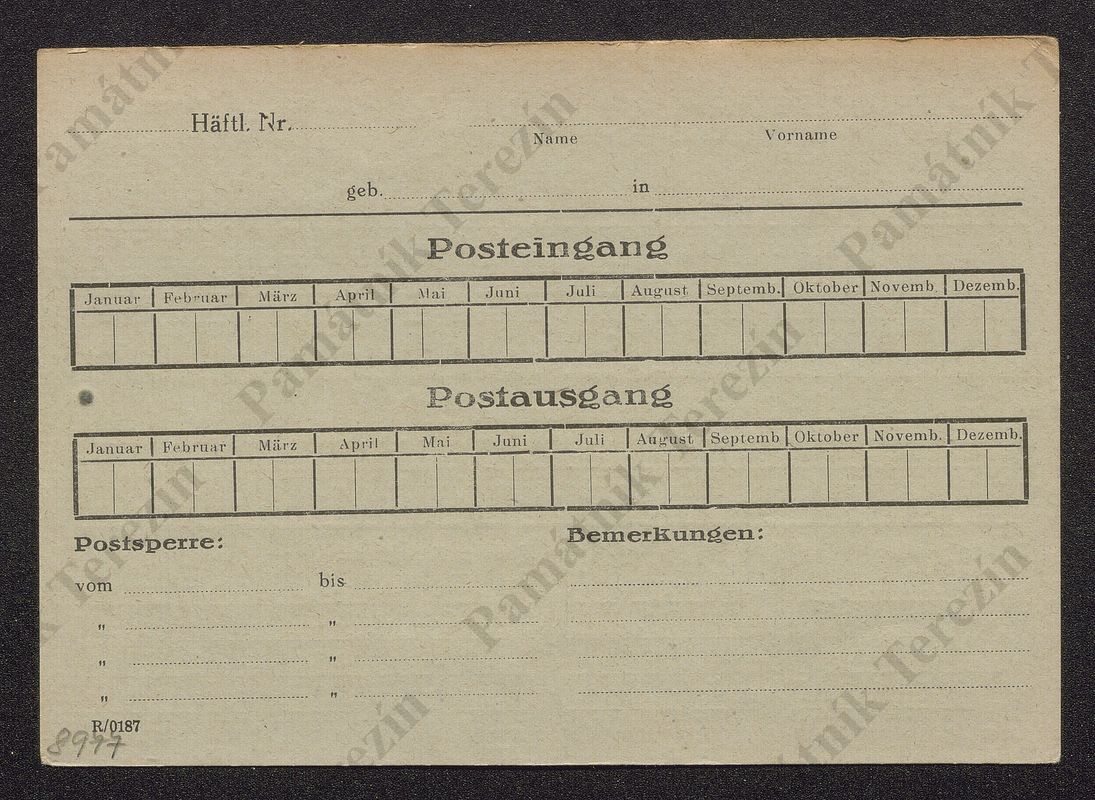 Häftl. Nr.
Name Vorname
geb. in
Posteingang
Januar Februar März April Mai Juni Juli August Septemb. Oktober Novemb. Dezemb.
Postausgang
Januar Februar März April Mai Juni Juli August Septemb Oktober Novemb. Dezemb.
Postsperre: Bemerkungen:
vom bis
" "
" "
" "
R/0187
8997
Památník Terezín